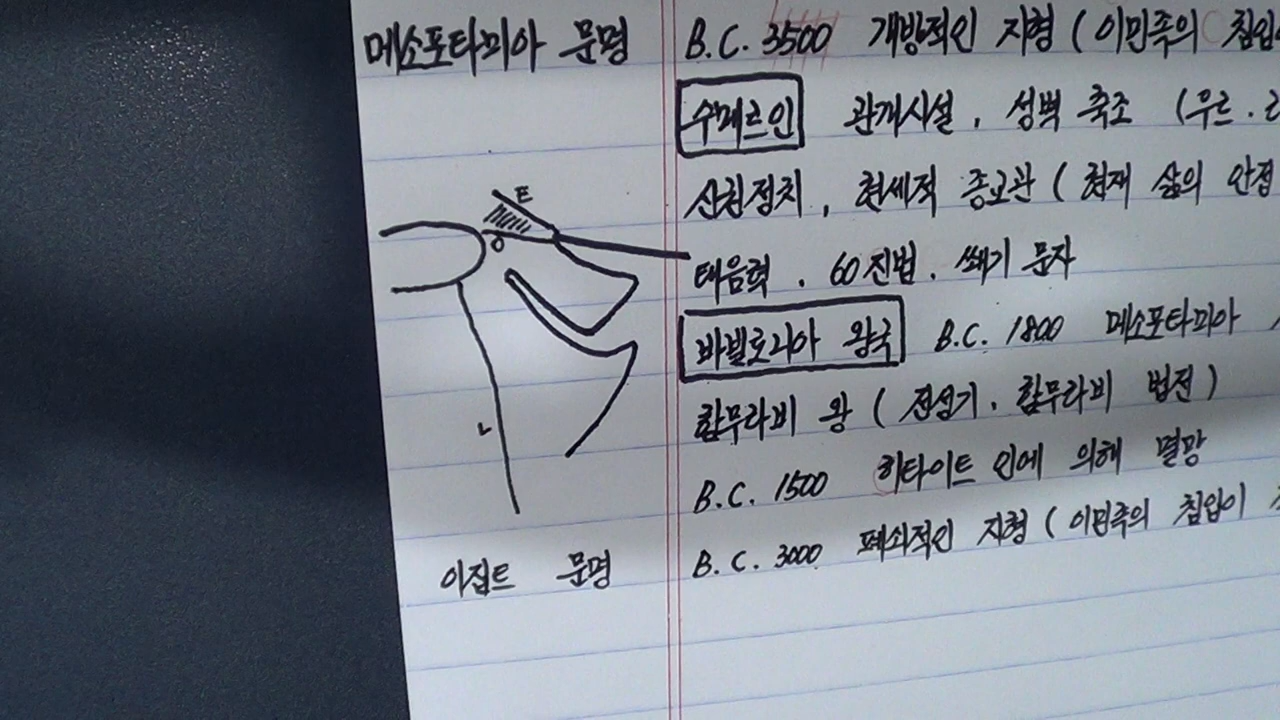 메소포타미아 문명
B.C. 3500 개방적인 지형 ( 이민족의 침입
수메르인 관개시설 , 성벽 축조 ( 우르 .
신권정치 , 현세적 종교관 ( 현재 삶의 안정
E
O
태음력 . 60진법 . 쐐기 문자
바빌로니아 왕국 B.C. 1800 메소포타미아
함무라비 왕 ( 전성기 . 함무라비 법전 )
L
B.C. 1500 히타이트 인에 의해 멸망
이집트 문명
B.C. 3000 폐쇄적인 지형 ( 이민족의 침입이